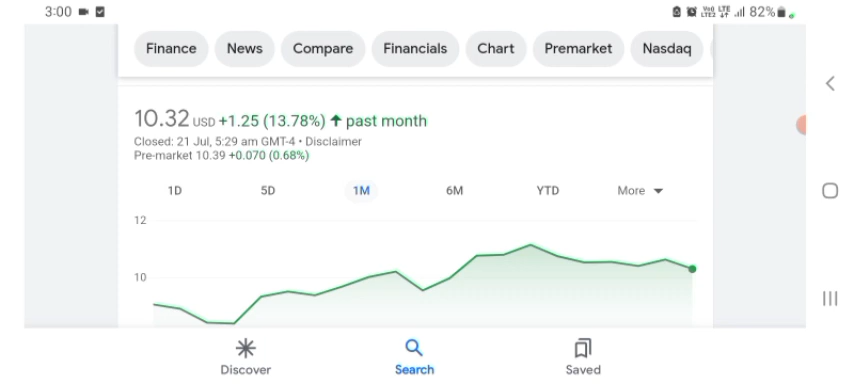 3:00
82%
Finance News Compare Financials Chart Premarket Nasdaq
10.32 USD +1.25 (13.78%) ↑ past month
Closed: 21 Jul, 5:29 am GMT-4 • Disclaimer
Pre-market 10.39 +0.070 (0.68%)
1D 5D 1M 6M YTD More
12
10
Discover Search Saved